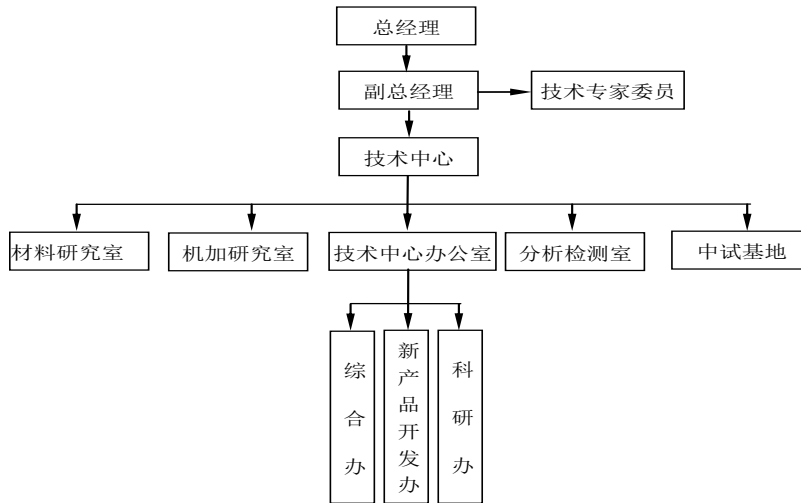 总经理
副总经理
技术专家委员
技术中心
材料研究室
机加研究室
技术中心办公室
分析检测室
中试基地
综合办
新产品开发办
科研办